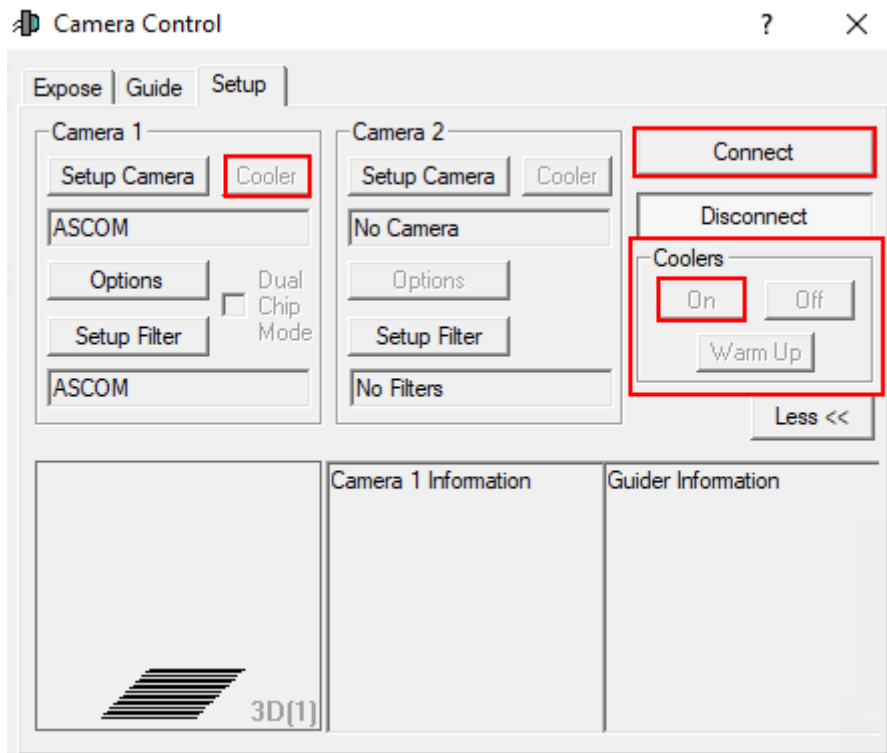 Camera Control
?
Expose
Guide
Setup
Camera 1
Setup Camera
Cooler
ASCOM
Options
Dual
Chip
Mode
Setup Filter
ASCOM
Camera 2
Setup Camera
Cooler
No Camera
Options
Setup Filter
No Filters
Connect
Disconnect
Coolers
On
Off
Warm Up
Less <<
3D(1)
Camera 1 Information
Guider Information